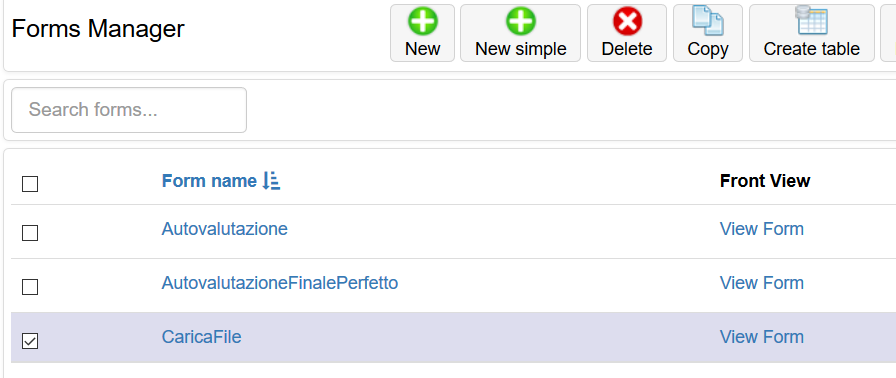 Forms Manager
New
New simple
Delete
Copy
Create table
Search forms...
Form name
Front View
Autovalutazione
View Form
AutovalutazioneFinalePerfetto
View Form
CaricaFile
View Form